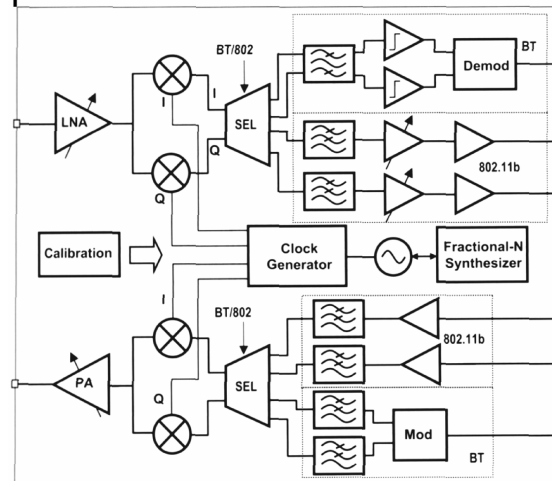 BT/802
BT
LNA
I
I
SEL
Demod
Q
Q
802.11b
Calibration
Clock
Generator
Fractional-N
Synthesizer
I
BT/802
802.11b
PA
Q
SEL
Mod
BT